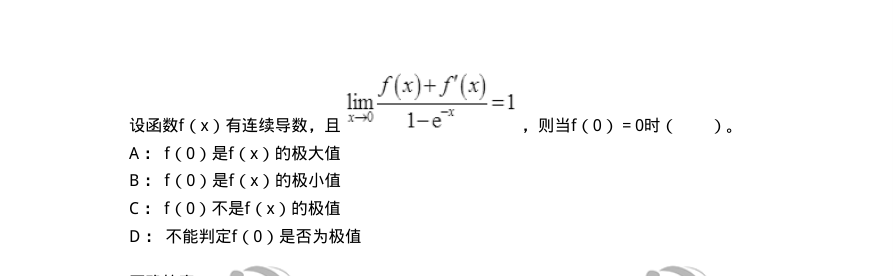 设函数f（x）有连续导数，且 lim x→0 f(x)+f′(x) / 1−e^−x =1 ，则当f（0）=0时（　　）。
A： f（0）是f（x）的极大值
B： f（0）是f（x）的极小值
C： f（0）不是f（x）的极值
D： 不能判定f（0）是否为极值